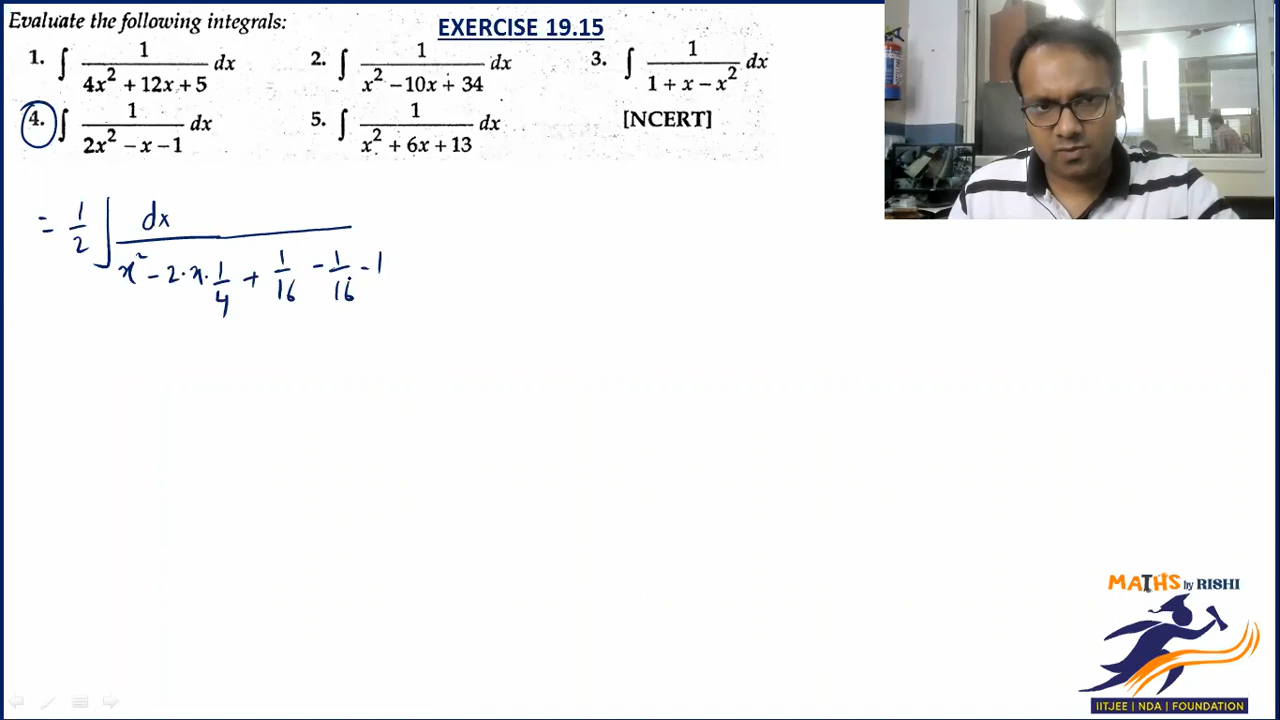 Evaluate the following integrals:
EXERCISE 19.15
1. ∫ 1/(4x² + 12x + 5) dx
2. ∫ 1/(x² − 10x + 34) dx
3. ∫ 1/(1 + x − x²) dx
4. ∫ 1/(2x² − x − 1) dx
5. ∫ 1/(x² + 6x + 13) dx
[NCERT]
= 1/2 ∫ dx/(x² − 2·x·1/4 + 1/16 − 1/16 − 1)
MATHS by RISHI
IITJEE | NDA | FOUNDATION